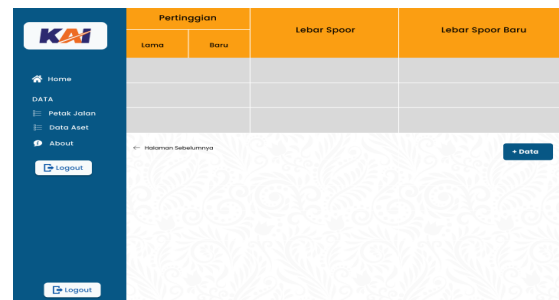 KAI
Home
DATA
Petak Jalan
Data Aset
About
Logout
Logout
Pertinggian
Lebar Spoor
Lebar Spoor Baru
Lama
Baru
← Halaman Sebelumnya
+ Data